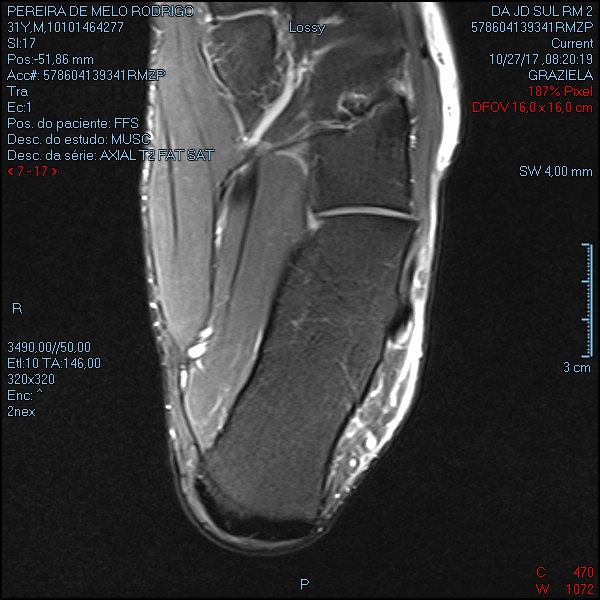 PEREIRA DE MELO RODRIGO
31Y,M,10101464277
Sl:17
Pos:-51,86 mm
Acc#: 578604139341RMZP
Tra
Ec:1
Pos. do paciente: FFS
Desc. do estudo: MUSC
Desc. da série: AXIAL T2 FAT SAT
< 7 - 17 >
Lossy
DA JD SUL RM 2
578604139341RMZP
Current
10/27/17 ,08:20:19
GRAZIELA
187% Pixel
DFOV 16,0 x 16,0 cm
SW 4,00 mm
R
3490,00//50,00
Etl:10 TA:146,00
320x320
Enc: ^
2nex
3 cm
P
C 470
W 1072